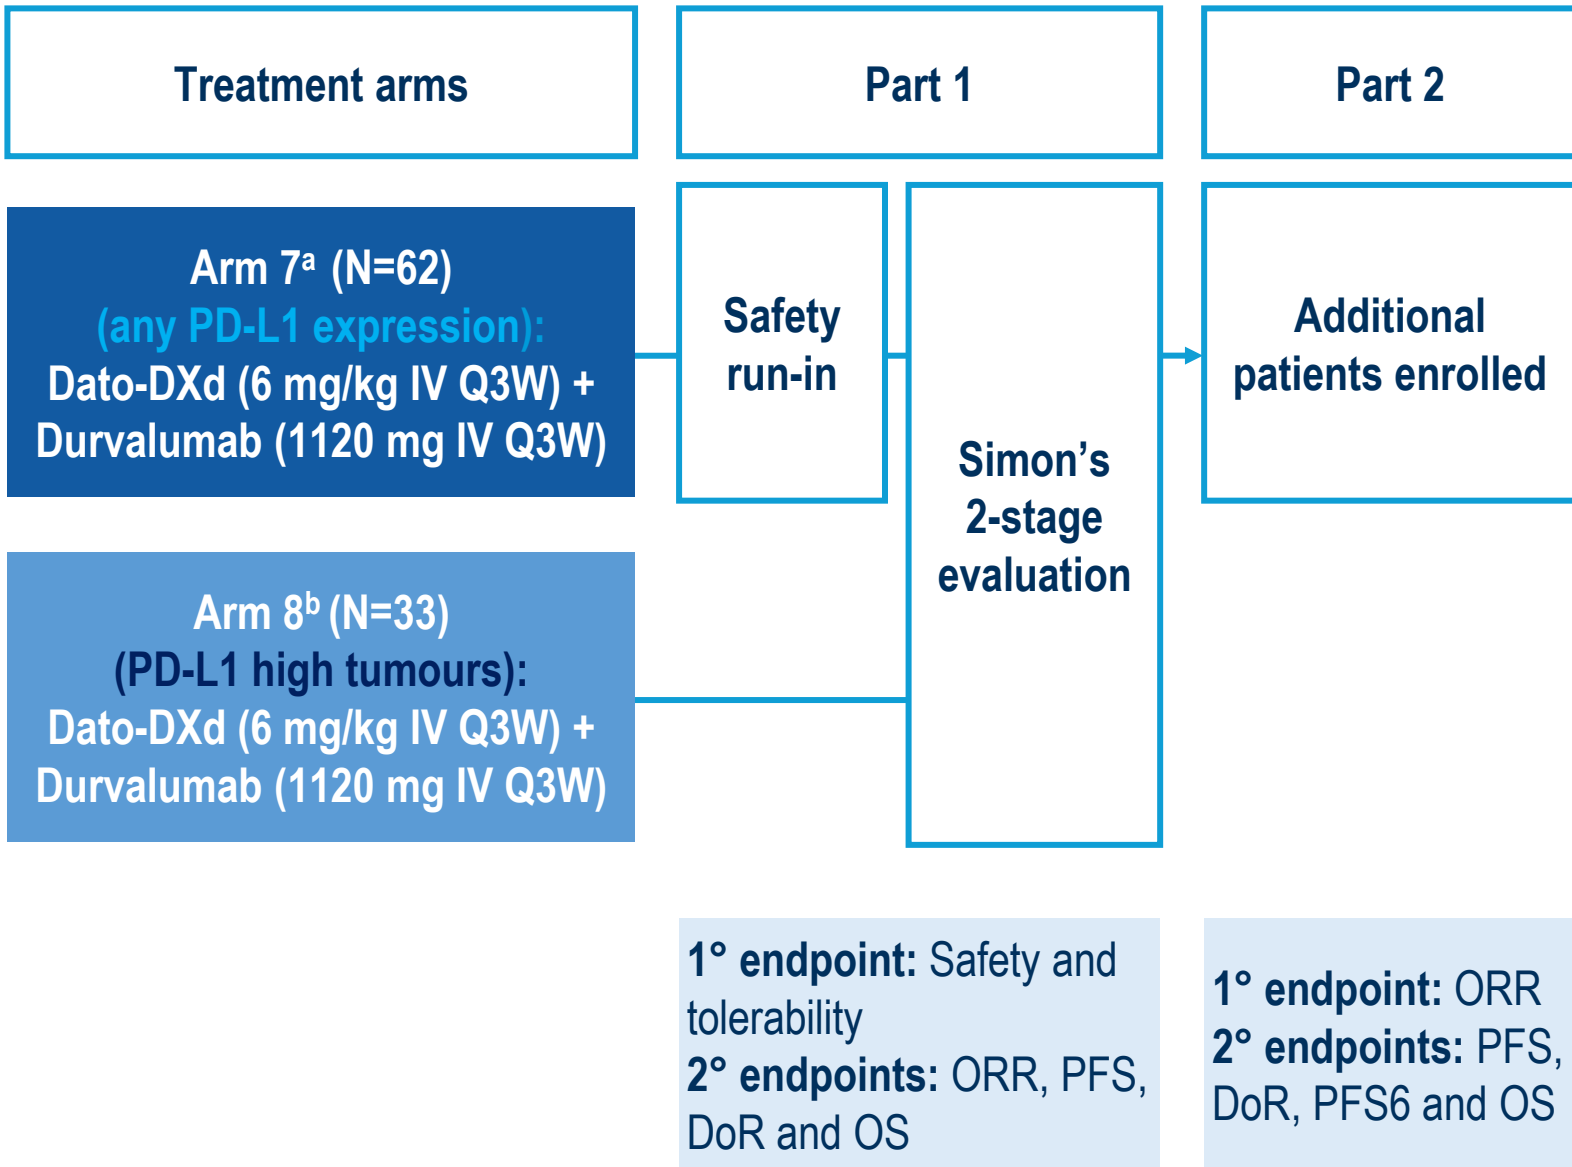 Treatment arms
Part 1
Part 2
Arm 7ᵃ (N=62)
(any PD-L1 expression):
Dato-DXd (6 mg/kg IV Q3W) +
Durvalumab (1120 mg IV Q3W)
Safety
run-in
Simon’s
2-stage
evaluation
Additional
patients enrolled
Arm 8ᵇ (N=33)
(PD-L1 high tumours):
Dato-DXd (6 mg/kg IV Q3W) +
Durvalumab (1120 mg IV Q3W)
1° endpoint: Safety and
tolerability
2° endpoints: ORR, PFS,
DoR and OS
1° endpoint: ORR
2° endpoints: PFS,
DoR, PFS6 and OS